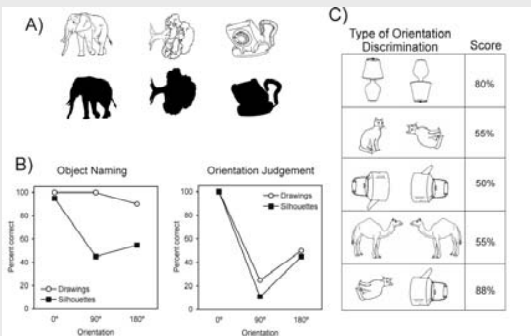 A)
C)
Type of Orientation
Discrimination
Score
80%
55%
50%
55%
88%
B)
Object Naming
Percent correct
100
80
60
40
20
0
Drawings
Silhouettes
0° 90° 180°
Orientation
Orientation Judgement
Percent correct
100
80
60
40
20
0
Drawings
Silhouettes
0° 90° 180°
Orientation